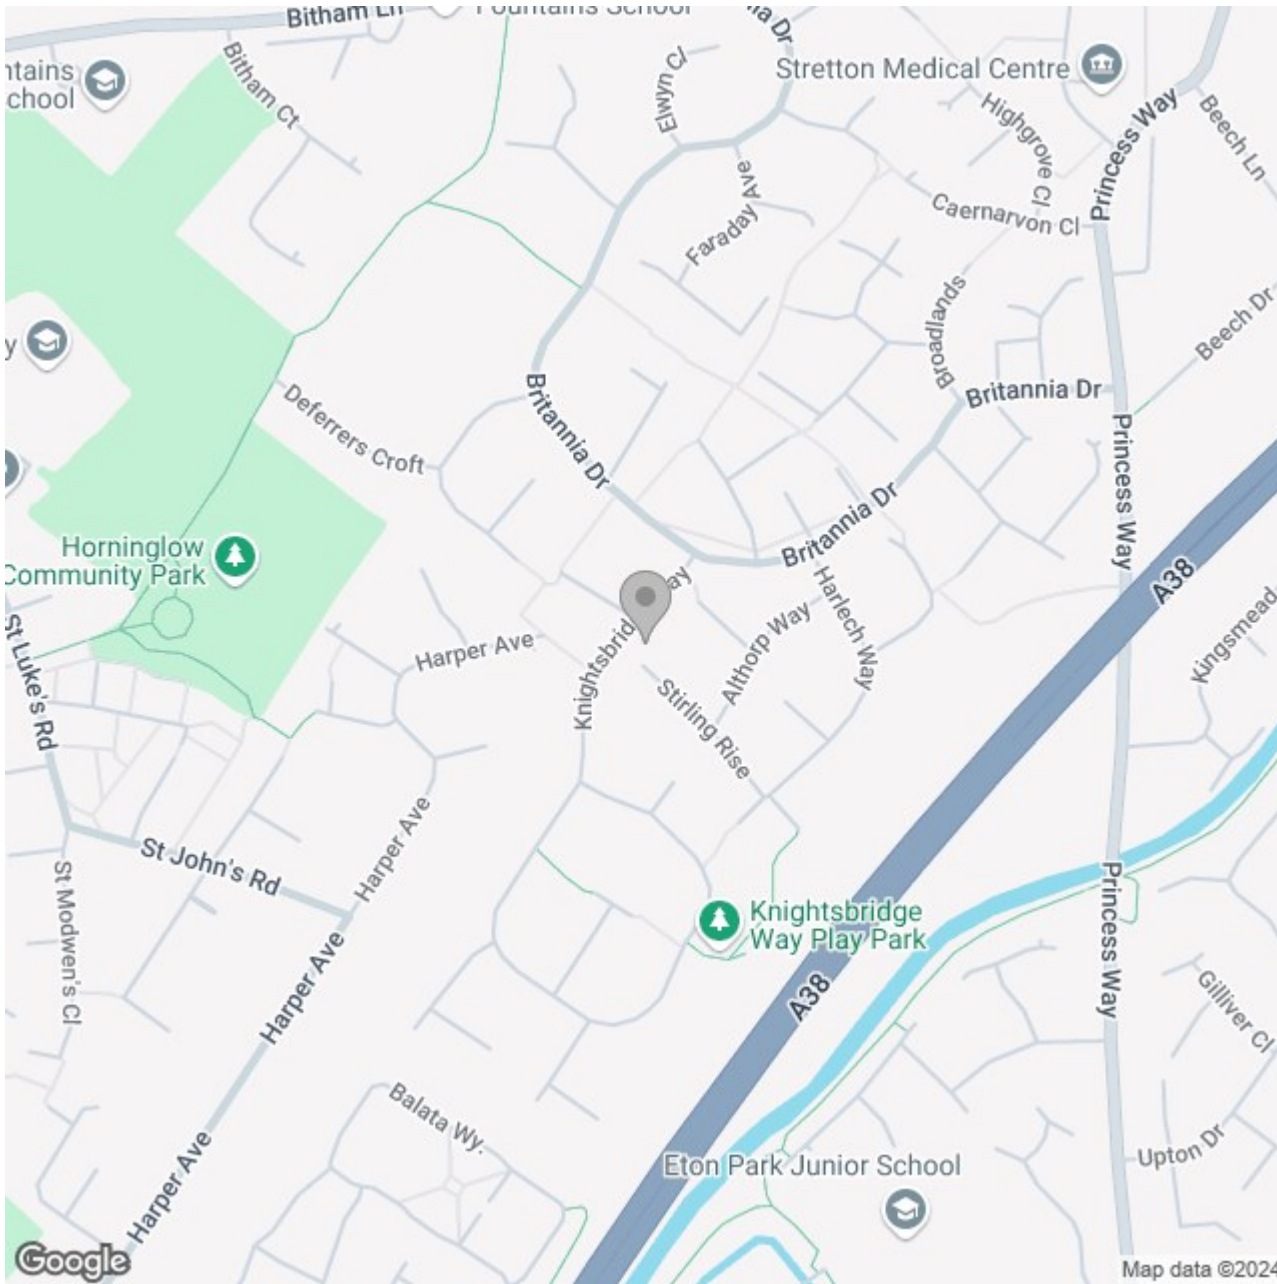 Bitham Ln
Fountains School
Britannia Dr
ntains
chool
Bitham Ct
Elwyn Cl
Stretton Medical Centre
Highgrove Cl
Princess Way
Beech Ln
Faraday Ave
Caernarvon Cl
Broadlands
Beech Dr
y
Deferrers Croft
Britannia Dr
Britannia Dr
Princess Way
Horninglow
Community Park
Britannia Dr
A38
St Luke's Rd
Harper Ave
Knightsbrid
ay
Althorp Way
Harlech Way
Kingsmead
Stirling Rise
St John's Rd
Harper Ave
St Modwen's Cl
Knightsbridge
Way Play Park
Princess Way
A38
Harper Ave
Gilliver Cl
Balata Wy.
Eton Park Junior School
Upton Dr
Harper Ave
Google
Map data ©2024